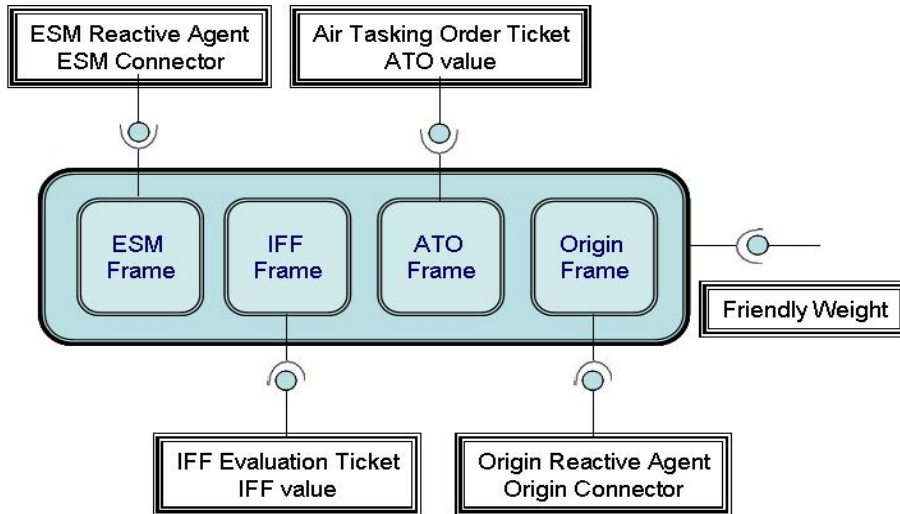 ESM Reactive Agent
ESM Connector
Air Tasking Order Ticket
ATO value
ESM
Frame
IFF
Frame
ATO
Frame
Origin
Frame
Friendly Weight
IFF Evaluation Ticket
IFF value
Origin Reactive Agent
Origin Connector